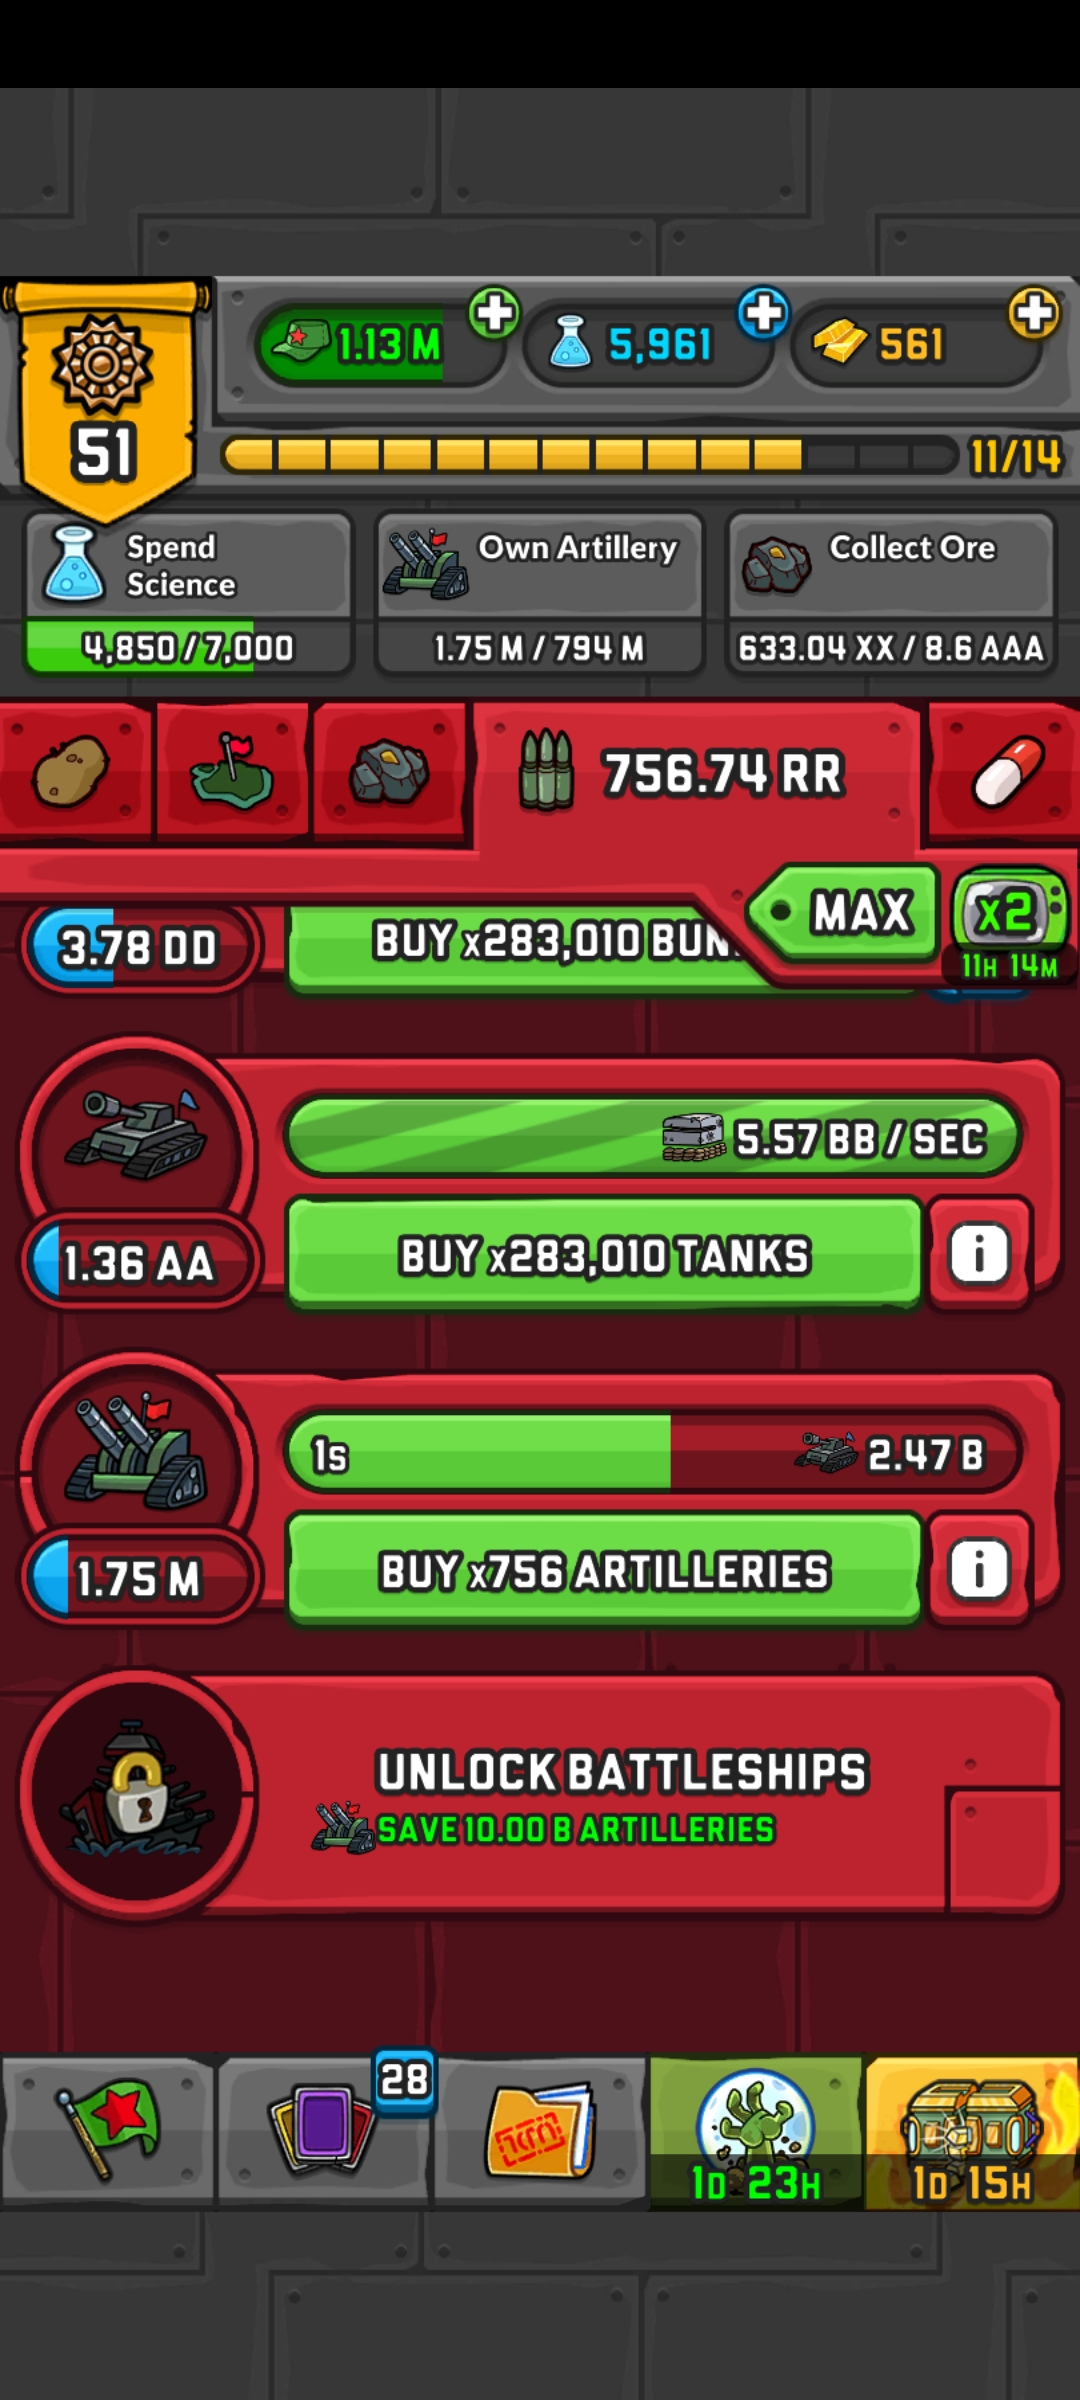 1.13 M
5,961
561
51
11/14
Spend
Science
4,850/7,000
Own Artillery
1.75 M / 794 M
Collect Ore
633.04 XX / 8.6 AAA
756.74 RR
MAX
x2
11H 14M
3.78 DD
BUY x283,010
5.57 BB / SEC
1.36 AA
BUY x283,010 TANKS
i
1s
2.47 B
1.75 M
BUY x756 ARTILLERIES
i
UNLOCK BATTLESHIPS
SAVE 10.00 B ARTILLERIES
28
1D 23H
1D 15H